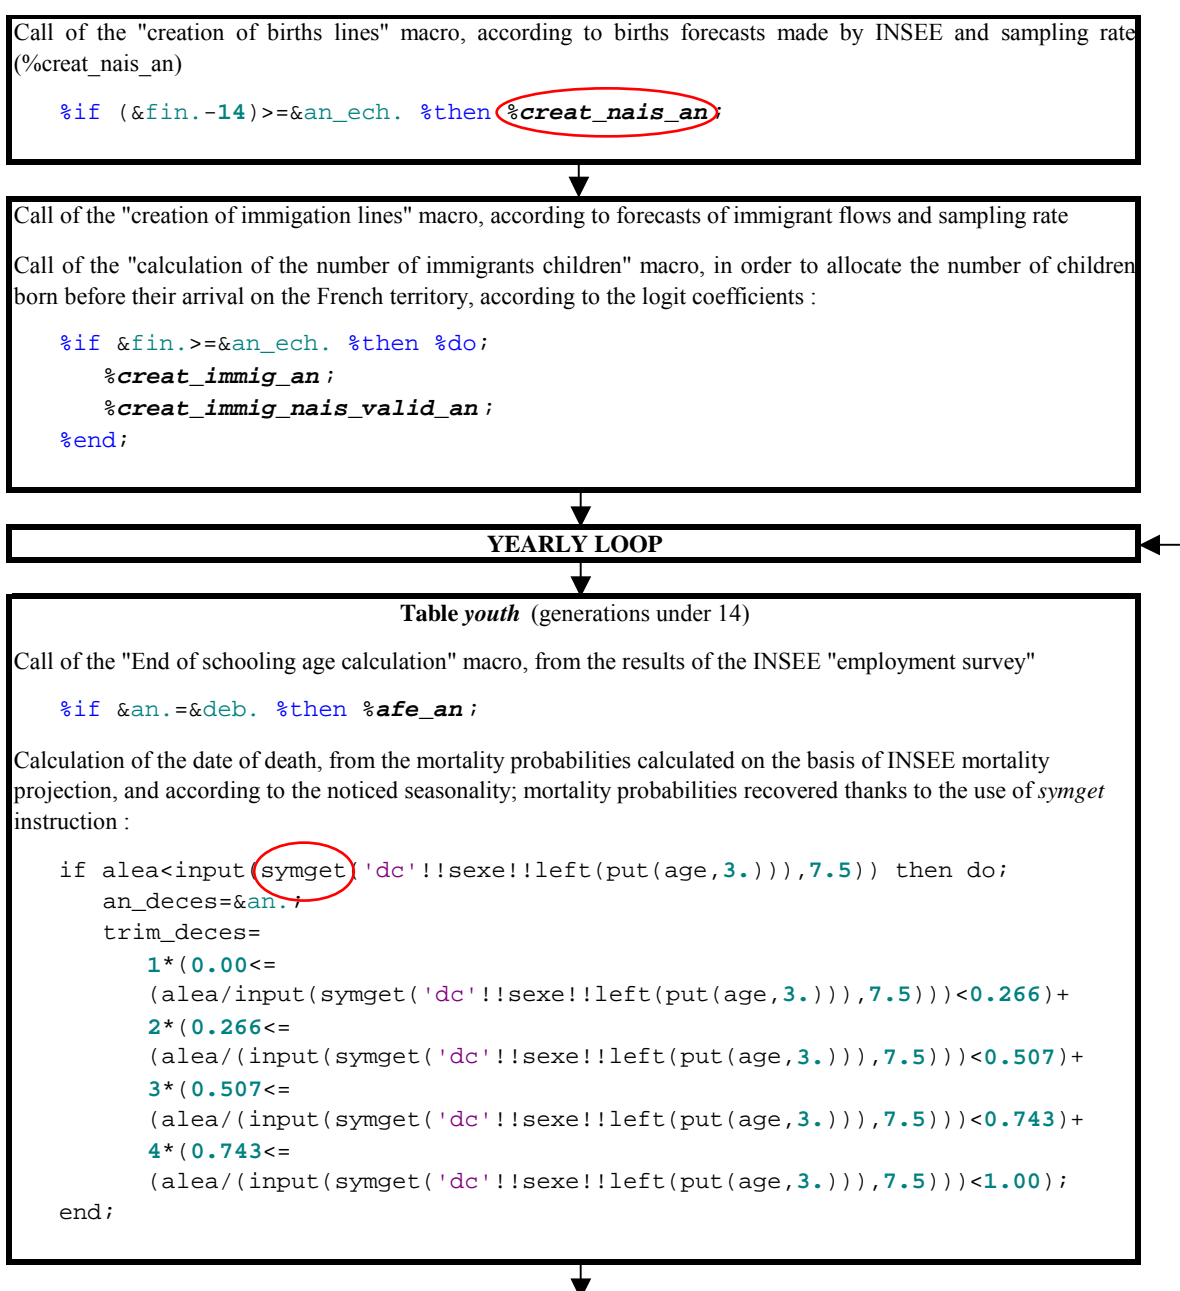 Call of the "creation of births lines" macro, according to births forecasts made by INSEE and sampling rate
(%creat_nais_an)
%if (&fin.-14)>=&an_ech. %then %creat_nais_an;
Call of the "creation of immigation lines" macro, according to forecasts of immigrant flows and sampling rate
Call of the "calculation of the number of immigrants children" macro, in order to allocate the number of children
born before their arrival on the French territory, according to the logit coefficients :
%if &fin.>=&an_ech. %then %do;
%creat_immig_an;
%creat_immig_nais_valid_an;
%end;
YEARLY LOOP
Table youth (generations under 14)
Call of the "End of schooling age calculation" macro, from the results of the INSEE "employment survey"
%if &an.=&deb. %then %afe_an;
Calculation of the date of death, from the mortality probabilities calculated on the basis of INSEE mortality
projection, and according to the noticed seasonality; mortality probabilities recovered thanks to the use of symget
instruction :
if alea<input(symget('dc'!!sexe!!left(put(age,3.))),7.5)) then do;
an_deces=&an.;
trim_deces=
1*(0.00<=
(alea/input(symget('dc'!!sexe!!left(put(age,3.))),7.5)))<0.266)+
2*(0.266<=
(alea/(input(symget('dc'!!sexe!!left(put(age,3.))),7.5)))<0.507)+
3*(0.507<=
(alea/(input(symget('dc'!!sexe!!left(put(age,3.))),7.5)))<0.743)+
4*(0.743<=
(alea/(input(symget('dc'!!sexe!!left(put(age,3.))),7.5)))<1.00);
end;